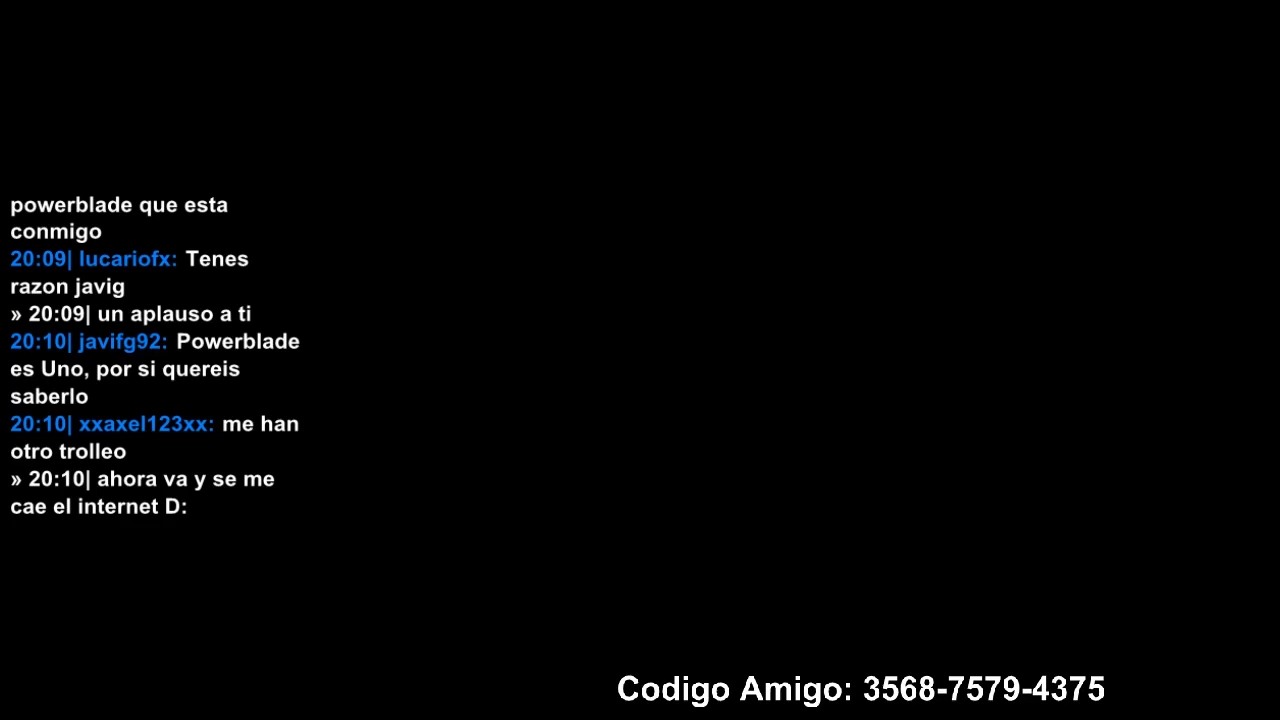 powerblade que esta
conmigo
20:09| lucariofx: Tenes
razon javig
» 20:09| un aplauso a ti
20:10| javifg92: Powerblade
es Uno, por si quereis
saberlo
20:10| xxaxel123xx: me han
otro trolleo
» 20:10| ahora va y se me
cae el internet D:
Codigo Amigo: 3568-7579-4375